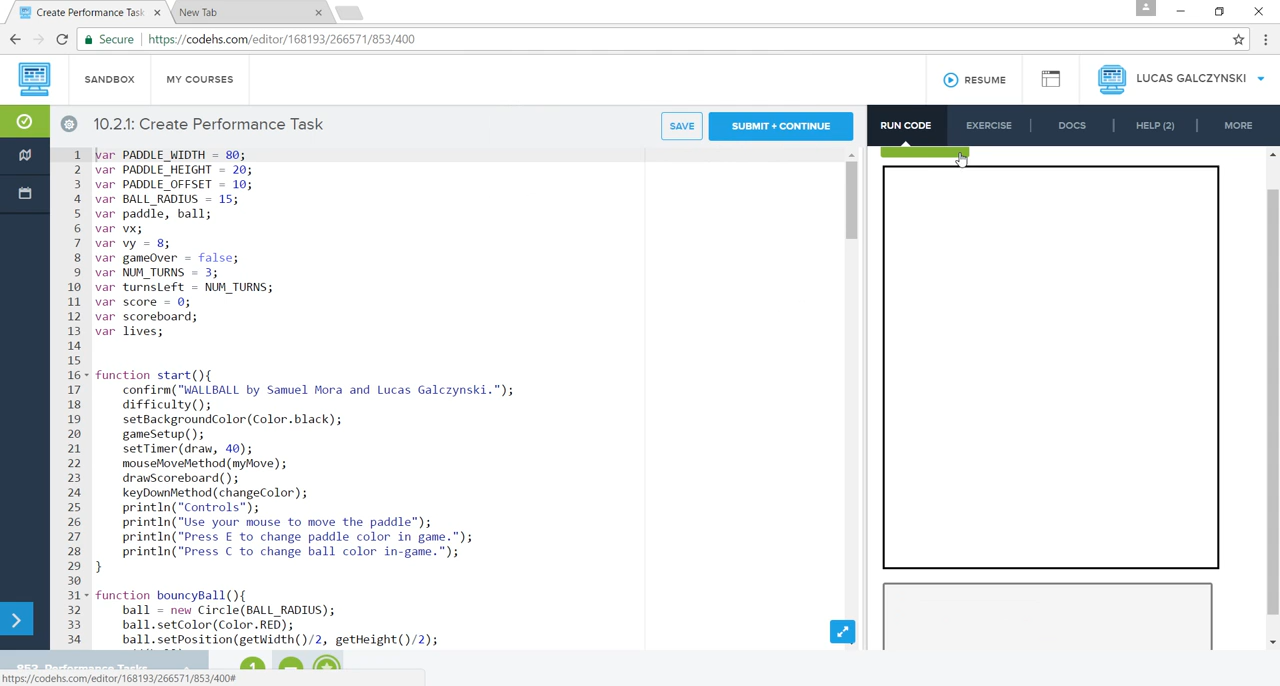 Create Performance Task
New Tab
Secure
https://codehs.com/editor/168193/266571/853/400
SANDBOX
MY COURSES
RESUME
LUCAS GALCZYNSKI
10.2.1: Create Performance Task
SAVE
SUBMIT + CONTINUE
RUN CODE
EXERCISE
DOCS
HELP (2)
MORE
1 var PADDLE_WIDTH = 80;
2 var PADDLE_HEIGHT = 20;
3 var PADDLE_OFFSET = 10;
4 var BALL_RADIUS = 15;
5 var paddle, ball;
6 var vx;
7 var vy = 8;
8 var gameOver = false;
9 var NUM_TURNS = 3;
10 var turnsLeft = NUM_TURNS;
11 var score = 0;
12 var scoreboard;
13 var lives;
14
15
16 function start(){
17 confirm("WALLBALL by Samuel Mora and Lucas Galczynski.");
18 difficulty();
19 setBackgroundColor(Color.black);
20 gameSetup();
21 setTimer(draw, 40);
22 mouseMoveMethod(myMove);
23 drawScoreboard();
24 keyDownMethod(changeColor);
25 println("Controls");
26 println("Use your mouse to move the paddle");
27 println("Press E to change paddle color in game.");
28 println("Press C to change ball color in-game.");
29 }
30
31 function bouncyBall(){
32 ball = new Circle(BALL_RADIUS);
33 ball.setColor(Color.RED);
34 ball.setPosition(getWidth()/2, getHeight()/2);
853 Performance Tasks
1
https://codehs.com/editor/168193/266571/853/400#